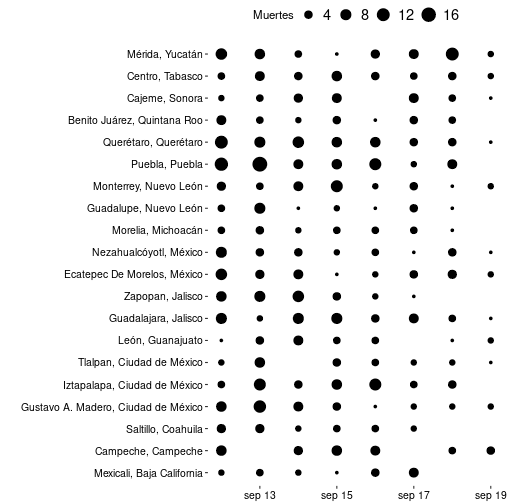 Muertes 4 8 12 16
Mérida, Yucatán
Centro, Tabasco
Cajeme, Sonora
Benito Juárez, Quintana Roo
Querétaro, Querétaro
Puebla, Puebla
Monterrey, Nuevo León
Guadalupe, Nuevo León
Morelia, Michoacán
Nezahualcóyotl, México
Ecatepec De Morelos, México
Zapopan, Jalisco
Guadalajara, Jalisco
León, Guanajuato
Tlalpan, Ciudad de México
Iztapalapa, Ciudad de México
Gustavo A. Madero, Ciudad de México
Saltillo, Coahuila
Campeche, Campeche
Mexicali, Baja California
sep 13 sep 15 sep 17 sep 19